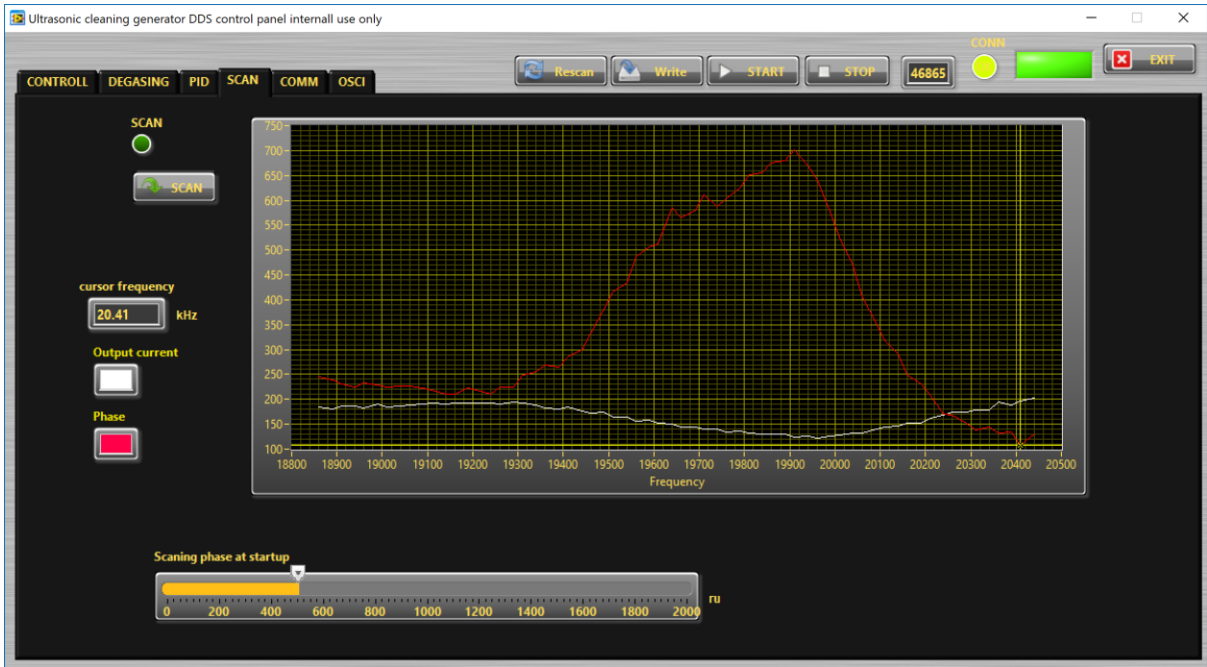 Ultrasonic cleaning generator DDS control panel internall use only
CONN
Rescan Write START STOP 46865 EXIT
CONTROLL DEGASING PID SCAN COMM OSCI
SCAN
SCAN
cursor frequency
20.41 kHz
Output current
Phase
750
700
650
600
550
500
450
400
350
300
250
200
150
100
18800 18900 19000 19100 19200 19300 19400 19500 19600 19700 19800 19900 20000 20100 20200 20300 20400 20500
Frequency
Scaning phase at startup
0 200 400 600 800 1000 1200 1400 1600 1800 2000 ru